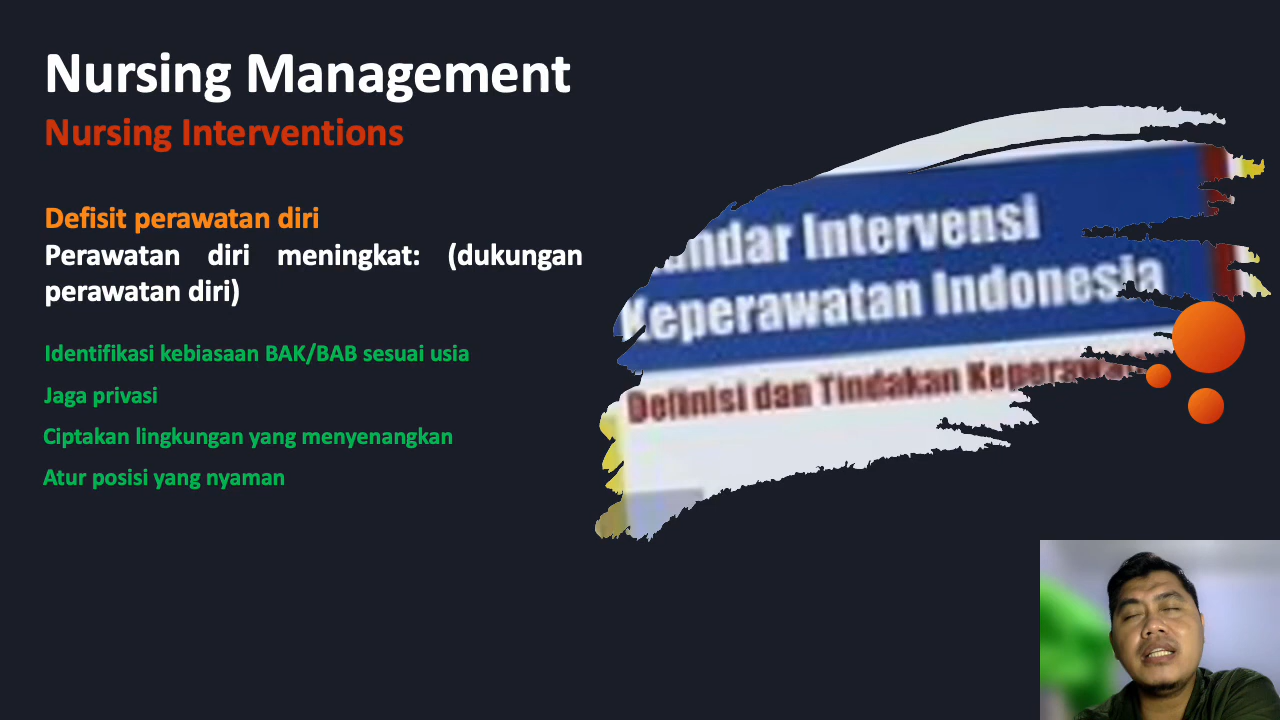 Nursing Management
Nursing Interventions
Defisit perawatan diri
Perawatan diri meningkat: (dukungan
perawatan diri)
Identifikasi kebiasaan BAK/BAB sesuai usia
Jaga privasi
Ciptakan lingkungan yang menyenangkan
Atur posisi yang nyaman
Intervensi
Keperawatan Indonesia
Definisi dan Tindakan